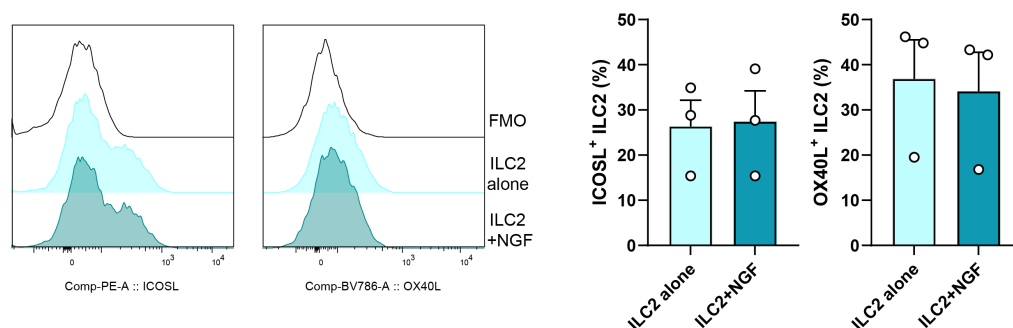 FMO
ILC2
alone
ILC2
+NGF
0
10³
10⁴
Comp-PE-A :: ICOSL
0
10³
10⁴
Comp-BV786-A :: OX40L
ICOSL⁺ ILC2 (%)
50
40
30
20
10
0
ILC2 alone
ILC2+NGF
OX40L⁺ ILC2 (%)
50
40
30
20
10
0
ILC2 alone
ILC2+NGF